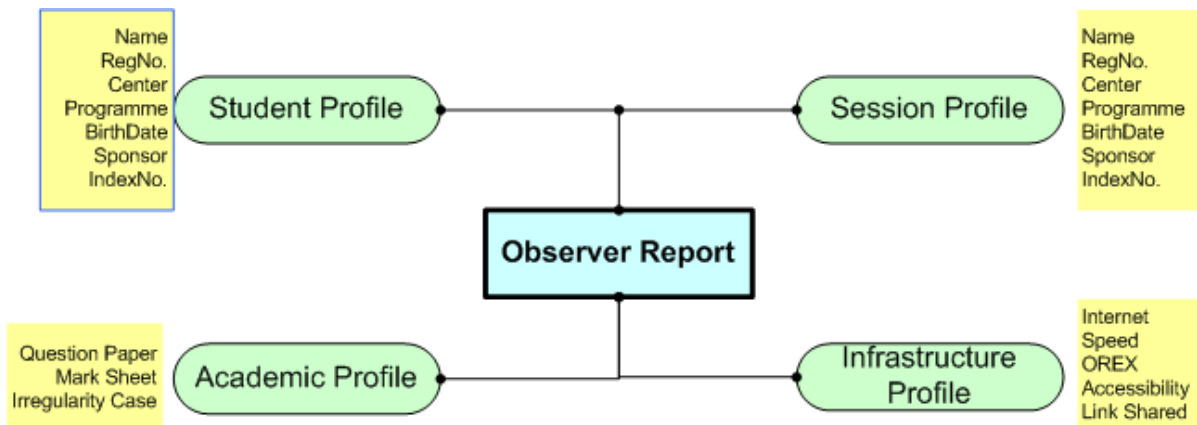 Name
RegNo.
Center
Programme
BirthDate
Sponsor
IndexNo.
Student Profile
Session Profile
Name
RegNo.
Center
Programme
BirthDate
Sponsor
IndexNo.
Observer Report
Question Paper
Mark Sheet
Irregularity Case
Academic Profile
Infrastructure
Profile
Internet
Speed
OREX
Accessibility
Link Shared